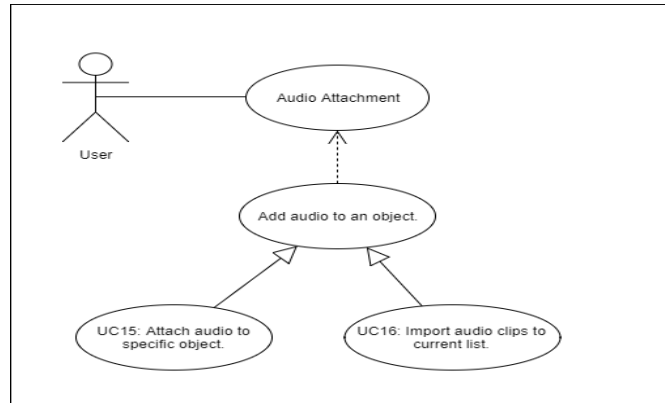 Audio Attachment
User
Add audio to an object.
UC15: Attach audio to
specific object.
UC16: Import audio clips to
current list.